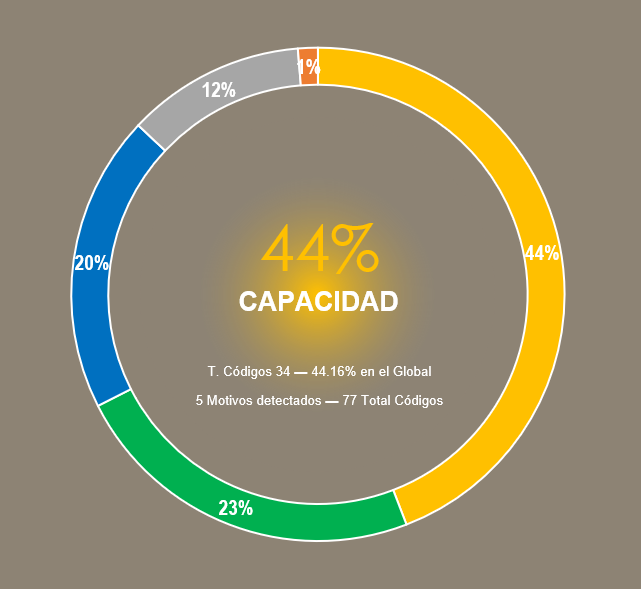 1%
12%
44%
CAPACIDAD
44%
20%
T. Códigos 34 — 44.16% en el Global
5 Motivos detectados — 77 Total Códigos
23%